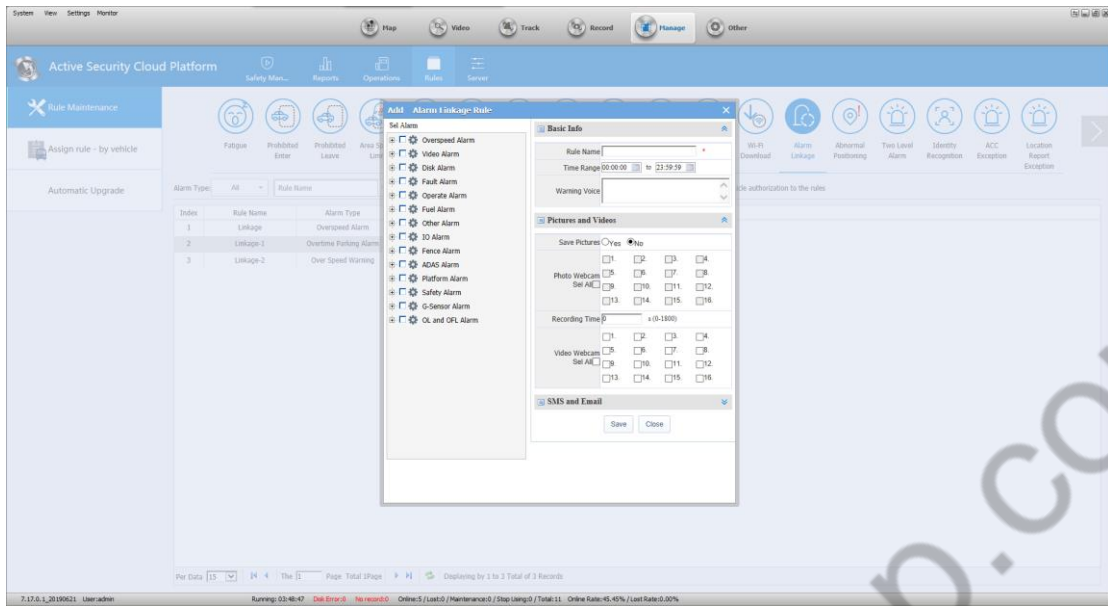 System View Settings Monitor
Map Video Track Record Manage Other
Active Security Cloud Platform
Safety Man... Reports Operations Rules Server
Rule Maintenance
Assign rule - by vehicle
Automatic Upgrade
Fatigue Prohibited Enter Prohibited Leave
Wi-Fi Download Alarm Linkage Abnormal Positioning Two Level Alarm Identity Recognition ACC Exception Location Report Exception
Alarm Type: All Rule Name
cle authorization to the rules
Index Rule Name Alarm Type
1 Linkage Overspeed Alarm
2 Linkage-1 Overtime Parking Alarm
3 Linkage-2 Over Speed Warning
Add Alarm Linkage Rule
Sel Alarm
Overspeed Alarm
Video Alarm
Disk Alarm
Fault Alarm
Operate Alarm
Fuel Alarm
Other Alarm
IO Alarm
Fence Alarm
ADAS Alarm
Platform Alarm
Safety Alarm
G-Sensor Alarm
OL and OFL Alarm
Basic Info
Rule Name *
Time Range 00:00:00 to 23:59:59
Warning Voice
Pictures and Videos
Save Pictures Yes No
Photo Webcam
Sel All
1. 2. 3. 4.
5. 6. 7. 8.
9. 10. 11. 12.
13. 14. 15. 16.
Recording Time 0 s (0-1800)
Video Webcam
Sel All
1. 2. 3. 4.
5. 6. 7. 8.
9. 10. 11. 12.
13. 14. 15. 16.
SMS and Email
Save Close
Per Data 15 The 1 Page Total 1Page Displaying by 1 to 3 Total of 3 Records
7.17.0.1_20190621 User:admin Running: 03:48:47 Disk Error:0 No record:0 Online:5 / Lost:0 / Maintenance:0 / Stop Using:0 / Total: 11 Online Rate:45.45% / Lost Rate:0.00%